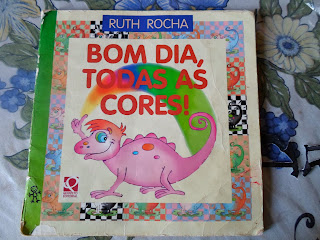 RUTH ROCHA
BOM DIA,
TODAS AS
CORES!